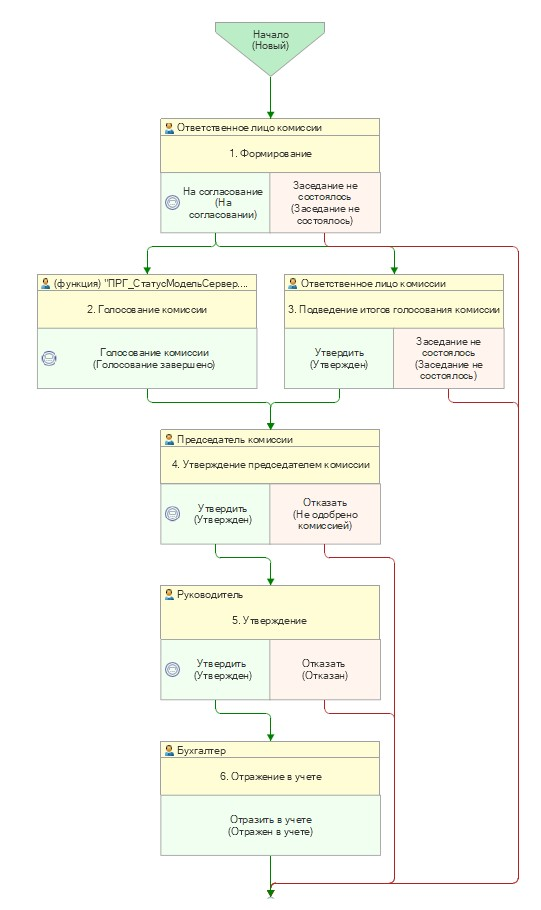 Начало
(Новый)
Ответственное лицо комиссии
1. Формирование
На согласование
(На
согласовании)
Заседание не
состоялось
(Заседание не
состоялось)
(функция) "ПРГ_СтатусМодельСервер....
2. Голосование комиссии
Голосование комиссии
(Голосование завершено)
Ответственное лицо комиссии
3. Подведение итогов голосования комиссии
Утвердить
(Утвержден)
Заседание не
состоялось
(Заседание не
состоялось)
Председатель комиссии
4. Утверждение председателем комиссии
Утвердить
(Утвержден)
Отказать
(Не одобрено
комиссией)
Руководитель
5. Утверждение
Утвердить
(Утвержден)
Отказать
(Отказан)
Бухгалтер
6. Отражение в учете
Отразить в учете
(Отражен в учете)